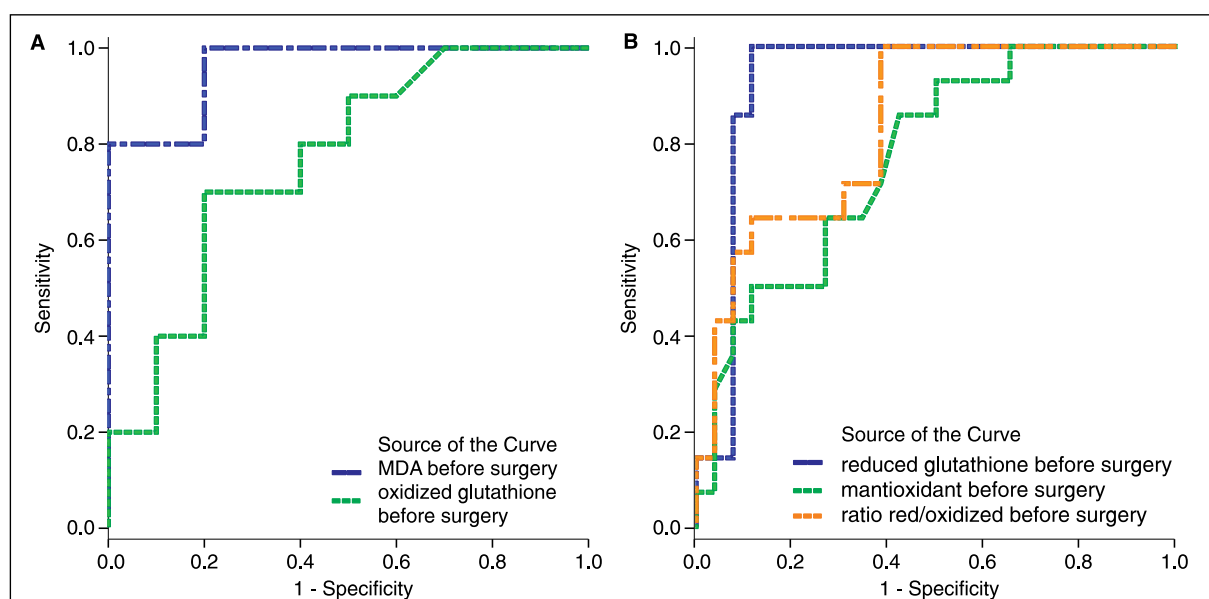 A
1.0
0.8
0.6
0.4
0.2
0.0
Sensitivity
Source of the Curve
MDA before surgery
oxidized glutathione
before surgery
0.0 0.2 0.4 0.6 0.8 1.0
1 - Specificity
B
1.0
0.8
0.6
0.4
0.2
0.0
Sensitivity
Source of the Curve
reduced glutathione before surgery
mantioxidant before surgery
ratio red/oxidized before surgery
0.0 0.2 0.4 0.6 0.8 1.0
1 - Specificity